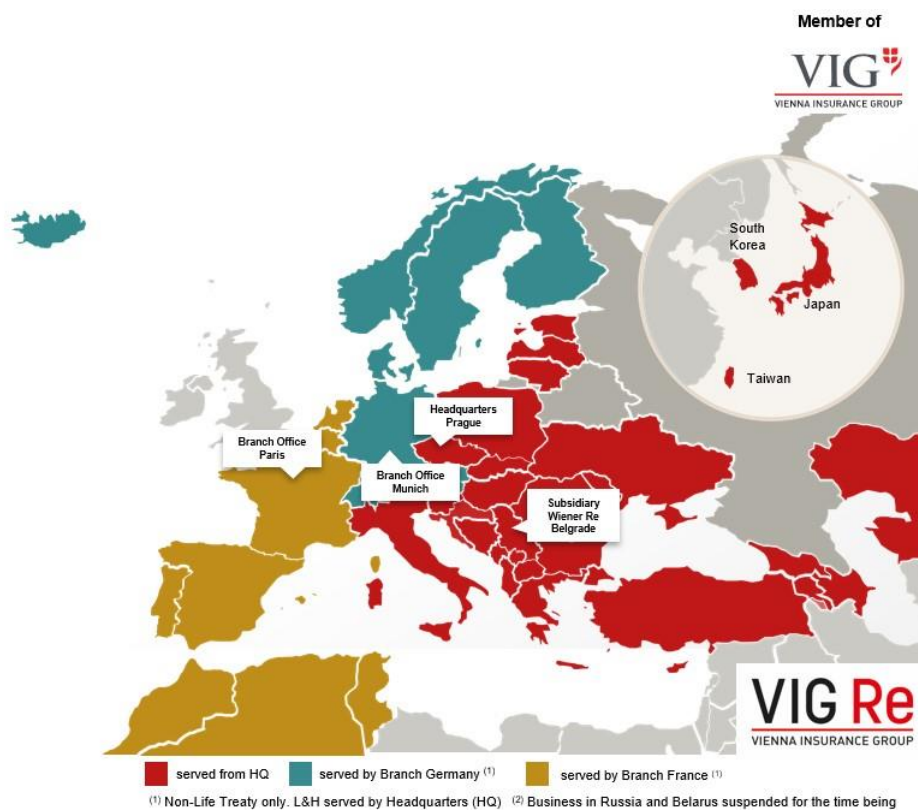 Member of
VIG
VIENNA INSURANCE GROUP
South
Korea
Japan
Taiwan
Headquarters
Prague
Branch Office
Paris
Branch Office
Munich
Subsidiary
Wiener Re
Belgrade
VIG Re
VIENNA INSURANCE GROUP
served from HQ served by Branch Germany (1) served by Branch France (1)
(1) Non-Life Treaty only. L&H served by Headquarters (HQ) (2) Business in Russia and Belarus suspended for the time being